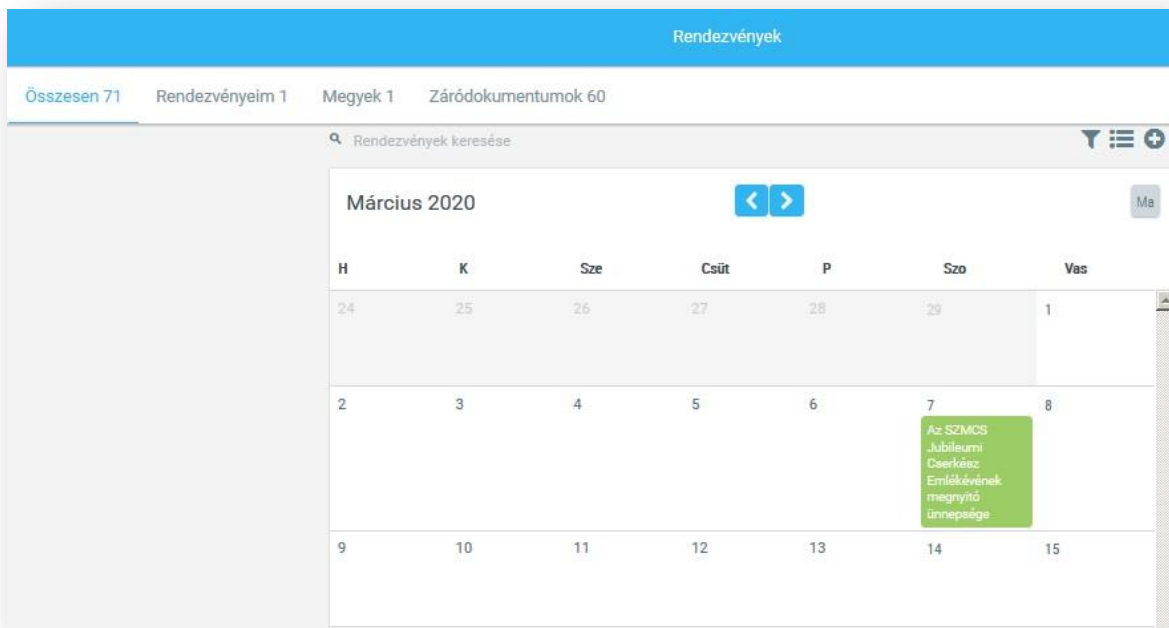 Rendezvények
Összesen 71 Rendezvényeim 1 Megyek 1 Záródokumentumok 60
Rendezvények keresése
Március 2020 Ma
H K Sze Csüt P Szo Vas
24 25 26 27 28 29 1
2 3 4 5 6 7 8
Az SZMCS
Jubileumi
Cserkész
Emlékévének
megnyitó
ünnepsége
9 10 11 12 13 14 15